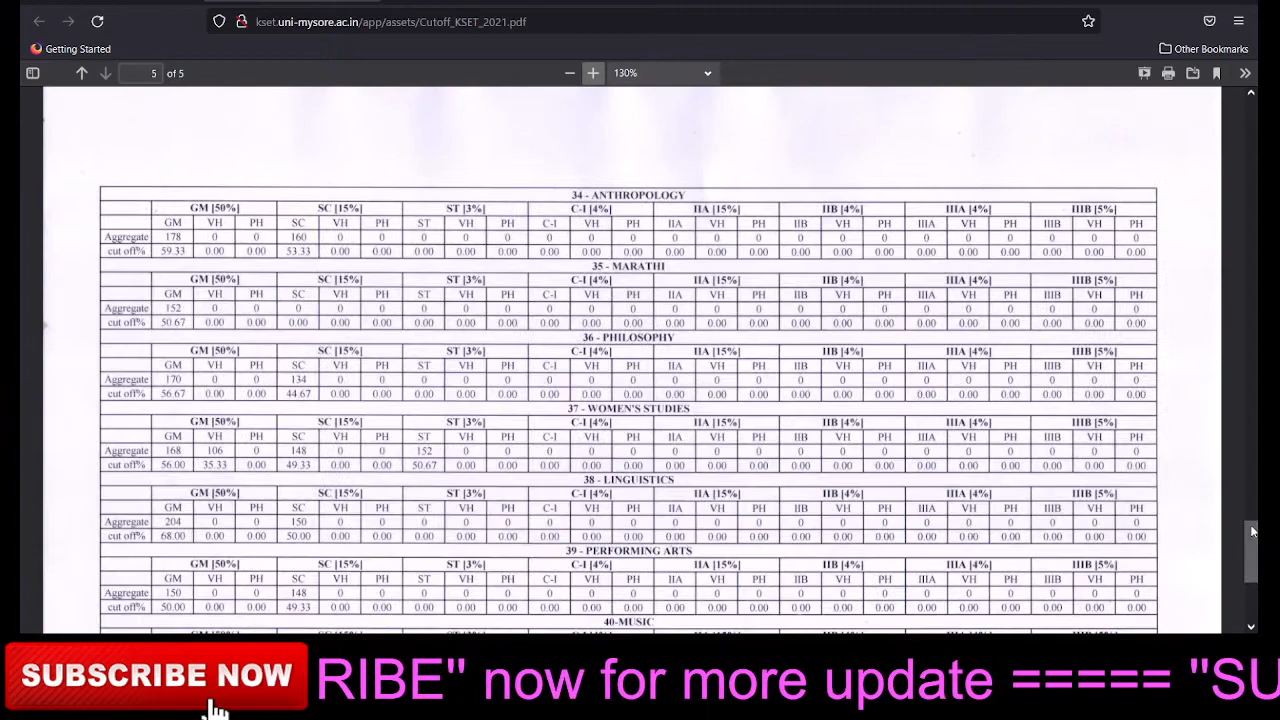 kset.uni-mysore.ac.in/app/assets/Cutoff_KSET_2021.pdf
Getting Started
Other Bookmarks
5 of 5
130%
34 - ANTHROPOLOGY
GM [50%] SC [15%] ST [3%] C-I [4%] IIA [15%] IIB [4%] IIIA [4%] IIIB [5%]
GM VH PH SC VH PH ST VH PH C-I VH PH IIA VH PH IIB VH PH IIIA VH PH IIIB VH PH
Aggregate 178 0 0 160 0 0 0 0 0 0 0 0 0 0 0 0 0 0 0 0 0 0 0 0
cut off% 59.33 0.00 0.00 53.33 0.00 0.00 0.00 0.00 0.00 0.00 0.00 0.00 0.00 0.00 0.00 0.00 0.00 0.00 0.00 0.00 0.00 0.00 0.00 0.00
35 - MARATHI
GM [50%] SC [15%] ST [3%] C-I [4%] IIA [15%] IIB [4%] IIIA [4%] IIIB [5%]
GM VH PH SC VH PH ST VH PH C-I VH PH IIA VH PH IIB VH PH IIIA VH PH IIIB VH PH
Aggregate 152 0 0 0 0 0 0 0 0 0 0 0 0 0 0 0 0 0 0 0 0 0 0 0
cut off% 50.67 0.00 0.00 0.00 0.00 0.00 0.00 0.00 0.00 0.00 0.00 0.00 0.00 0.00 0.00 0.00 0.00 0.00 0.00 0.00 0.00 0.00 0.00 0.00
36 - PHILOSOPHY
GM [50%] SC [15%] ST [3%] C-I [4%] IIA [15%] IIB [4%] IIIA [4%] IIIB [5%]
GM VH PH SC VH PH ST VH PH C-I VH PH IIA VH PH IIB VH PH IIIA VH PH IIIB VH PH
Aggregate 170 0 0 134 0 0 0 0 0 0 0 0 0 0 0 0 0 0 0 0 0 0 0 0
cut off% 56.67 0.00 0.00 44.67 0.00 0.00 0.00 0.00 0.00 0.00 0.00 0.00 0.00 0.00 0.00 0.00 0.00 0.00 0.00 0.00 0.00 0.00 0.00 0.00
37 - WOMEN'S STUDIES
GM [50%] SC [15%] ST [3%] C-I [4%] IIA [15%] IIB [4%] IIIA [4%] IIIB [5%]
GM VH PH SC VH PH ST VH PH C-I VH PH IIA VH PH IIB VH PH IIIA VH PH IIIB VH PH
Aggregate 168 106 0 148 0 0 152 0 0 0 0 0 0 0 0 0 0 0 0 0 0 0 0 0
cut off% 56.00 35.33 0.00 49.33 0.00 0.00 50.67 0.00 0.00 0.00 0.00 0.00 0.00 0.00 0.00 0.00 0.00 0.00 0.00 0.00 0.00 0.00 0.00 0.00
38 - LINGUISTICS
GM [50%] SC [15%] ST [3%] C-I [4%] IIA [15%] IIB [4%] IIIA [4%] IIIB [5%]
GM VH PH SC VH PH ST VH PH C-I VH PH IIA VH PH IIB VH PH IIIA VH PH IIIB VH PH
Aggregate 204 0 0 150 0 0 0 0 0 0 0 0 0 0 0 0 0 0 0 0 0 0 0 0
cut off% 68.00 0.00 0.00 50.00 0.00 0.00 0.00 0.00 0.00 0.00 0.00 0.00 0.00 0.00 0.00 0.00 0.00 0.00 0.00 0.00 0.00 0.00 0.00 0.00
39 - PERFORMING ARTS
GM [50%] SC [15%] ST [3%] C-I [4%] IIA [15%] IIB [4%] IIIA [4%] IIIB [5%]
GM VH PH SC VH PH ST VH PH C-I VH PH IIA VH PH IIB VH PH IIIA VH PH IIIB VH PH
Aggregate 150 0 0 148 0 0 0 0 0 0 0 0 0 0 0 0 0 0 0 0 0 0 0 0
cut off% 50.00 0.00 0.00 49.33 0.00 0.00 0.00 0.00 0.00 0.00 0.00 0.00 0.00 0.00 0.00 0.00 0.00 0.00 0.00 0.00 0.00 0.00 0.00 0.00
40-MUSIC
SUBSCRIBE NOW
RIBE" now for more update ===== "SU